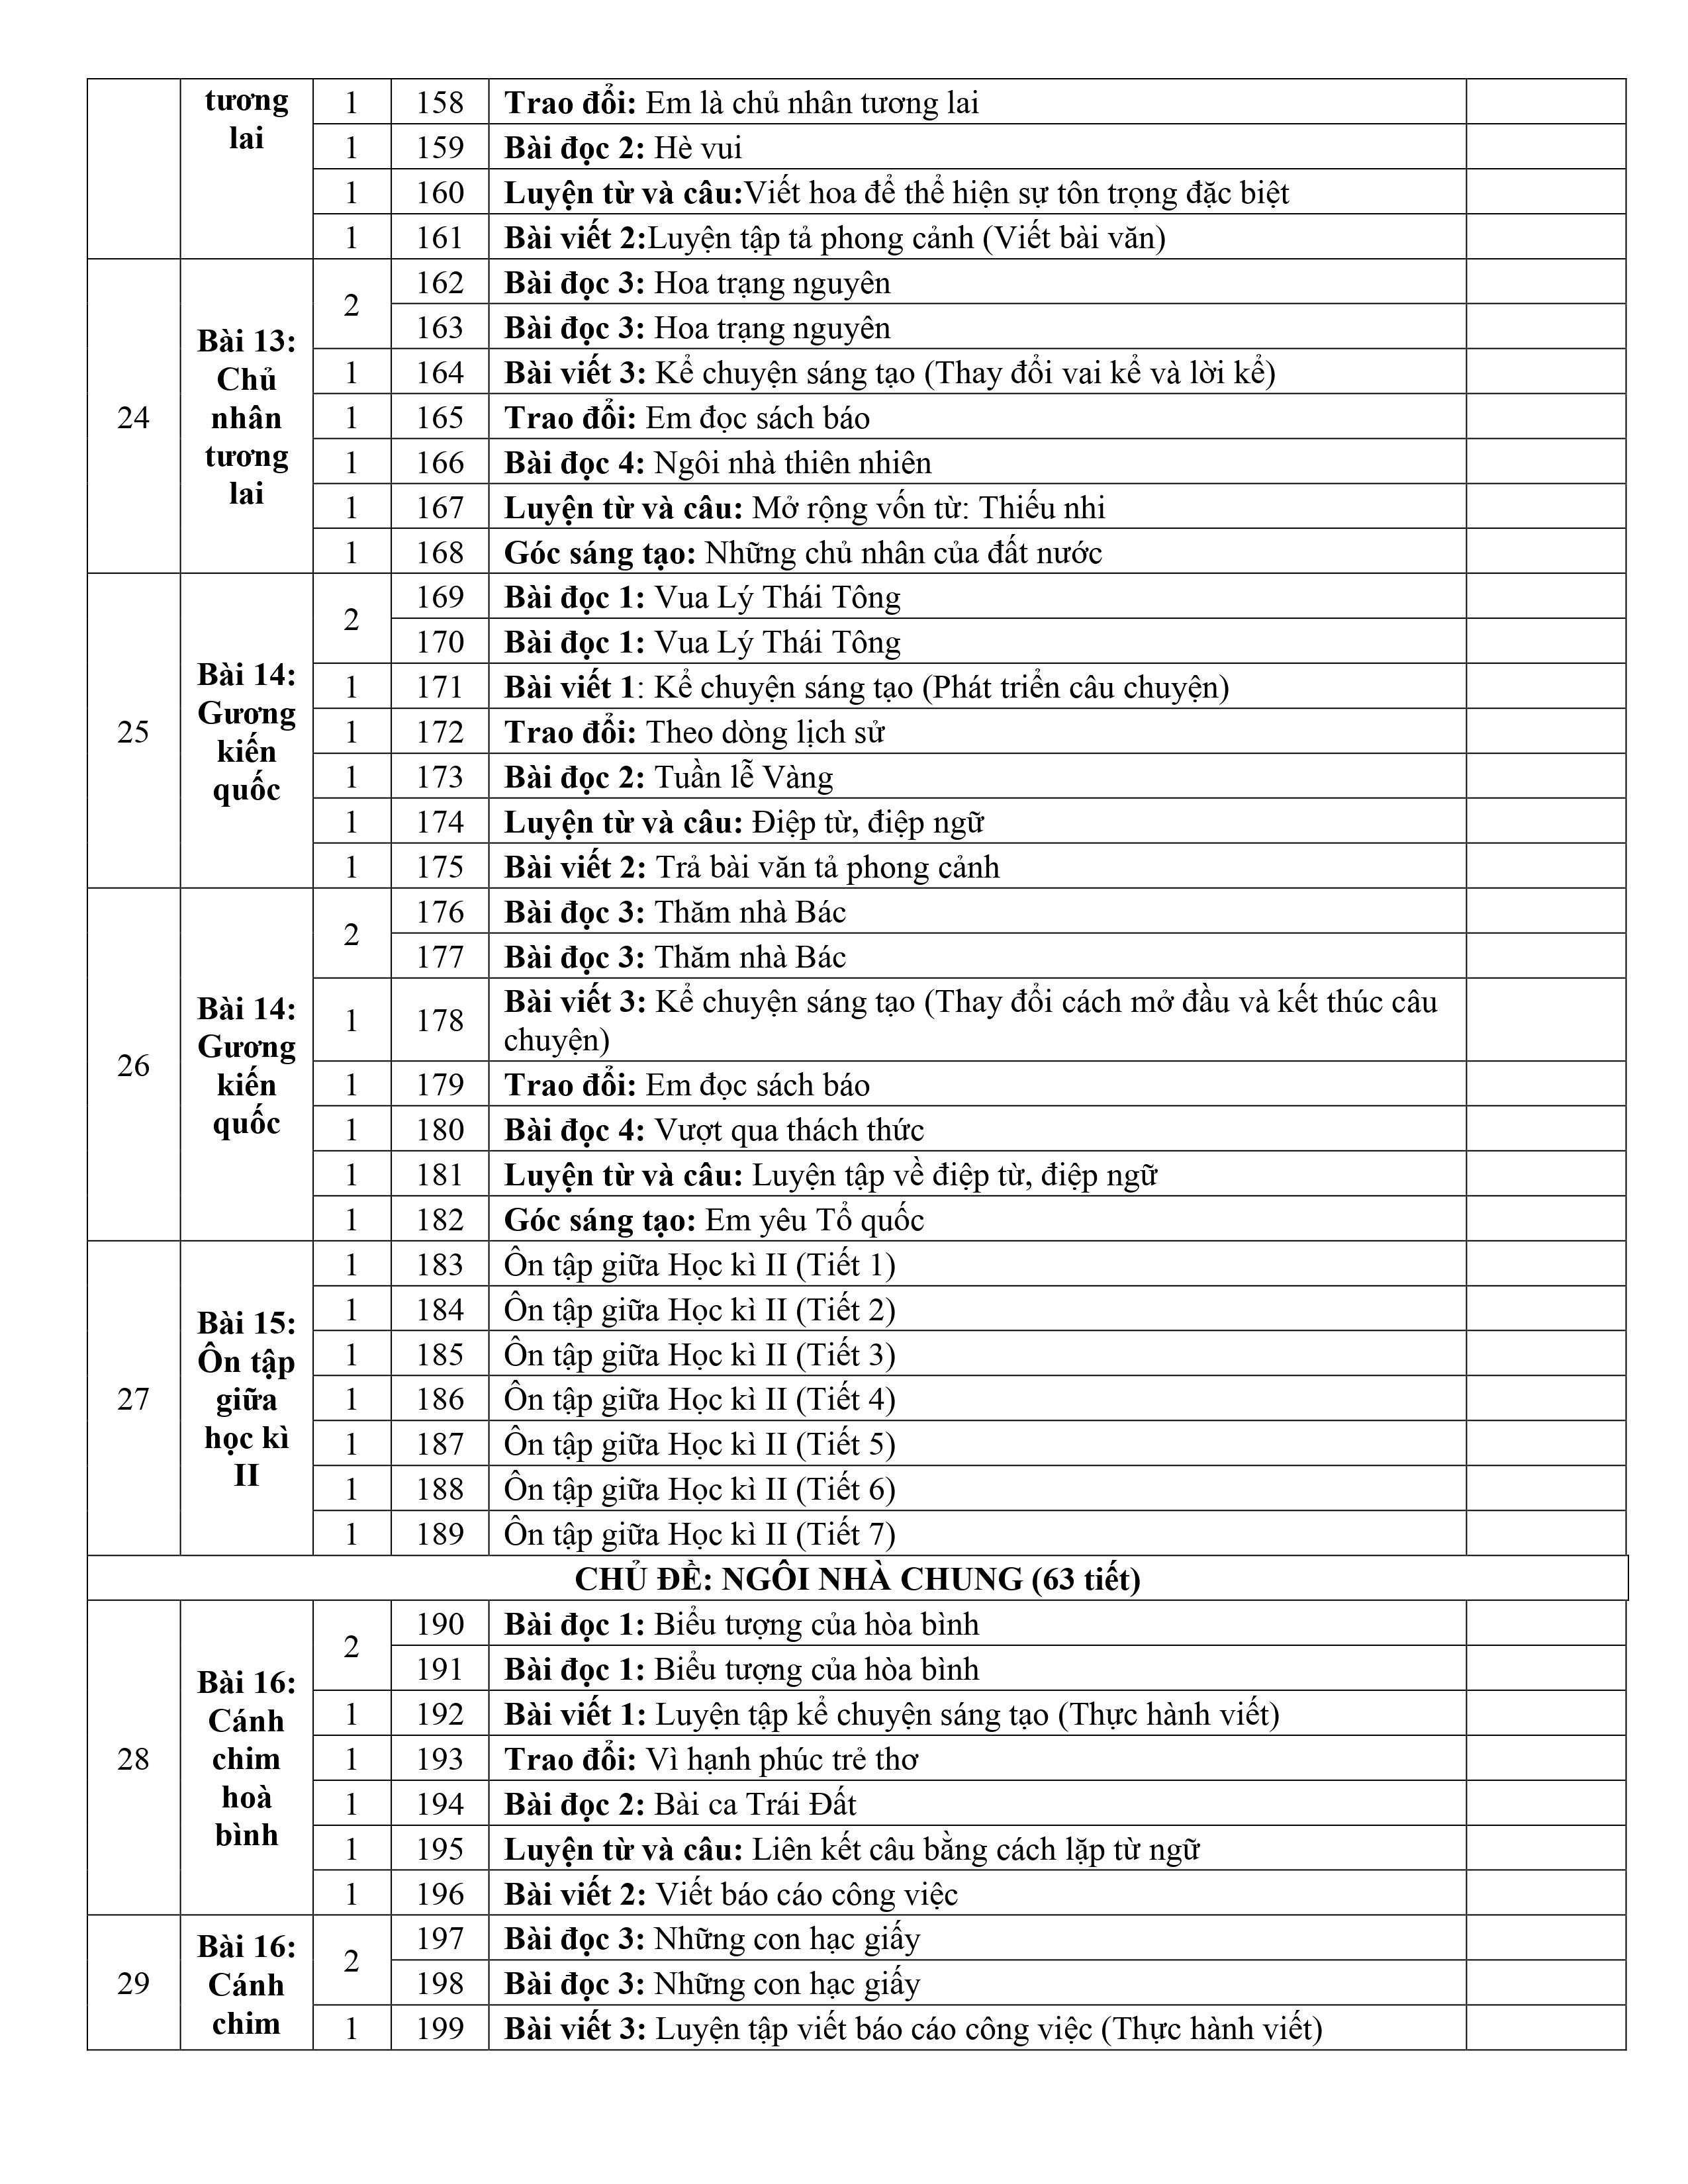 tương
lai
1 158 Trao đổi: Em là chủ nhân tương lai
1 159 Bài đọc 2: Hè vui
1 160 Luyện từ và câu:Viết hoa để thể hiện sự tôn trọng đặc biệt
1 161 Bài viết 2:Luyện tập tả phong cảnh (Viết bài văn)
24
Bài 13:
Chủ
nhân
tương
lai
2
162 Bài đọc 3: Hoa trạng nguyên
163 Bài đọc 3: Hoa trạng nguyên
1 164 Bài viết 3: Kể chuyện sáng tạo (Thay đổi vai kể và lời kể)
1 165 Trao đổi: Em đọc sách báo
1 166 Bài đọc 4: Ngôi nhà thiên nhiên
1 167 Luyện từ và câu: Mở rộng vốn từ: Thiếu nhi
1 168 Góc sáng tạo: Những chủ nhân của đất nước
25
Bài 14:
Gương
kiến
quốc
2
169 Bài đọc 1: Vua Lý Thái Tông
170 Bài đọc 1: Vua Lý Thái Tông
1 171 Bài viết 1: Kể chuyện sáng tạo (Phát triển câu chuyện)
1 172 Trao đổi: Theo dòng lịch sử
1 173 Bài đọc 2: Tuần lễ Vàng
1 174 Luyện từ và câu: Điệp từ, điệp ngữ
1 175 Bài viết 2: Trả bài văn tả phong cảnh
26
Bài 14:
Gương
kiến
quốc
2
176 Bài đọc 3: Thăm nhà Bác
177 Bài đọc 3: Thăm nhà Bác
1 178 Bài viết 3: Kể chuyện sáng tạo (Thay đổi cách mở đầu và kết thúc câu
chuyện)
1 179 Trao đổi: Em đọc sách báo
1 180 Bài đọc 4: Vượt qua thách thức
1 181 Luyện từ và câu: Luyện tập về điệp từ, điệp ngữ
1 182 Góc sáng tạo: Em yêu Tổ quốc
27
Bài 15:
Ôn tập
giữa
học kì
II
1 183 Ôn tập giữa Học kì II (Tiết 1)
1 184 Ôn tập giữa Học kì II (Tiết 2)
1 185 Ôn tập giữa Học kì II (Tiết 3)
1 186 Ôn tập giữa Học kì II (Tiết 4)
1 187 Ôn tập giữa Học kì II (Tiết 5)
1 188 Ôn tập giữa Học kì II (Tiết 6)
1 189 Ôn tập giữa Học kì II (Tiết 7)
CHỦ ĐỀ: NGÔI NHÀ CHUNG (63 tiết)
28
Bài 16:
Cánh
chim
hoà
bình
2
190 Bài đọc 1: Biểu tượng của hòa bình
191 Bài đọc 1: Biểu tượng của hòa bình
1 192 Bài viết 1: Luyện tập kể chuyện sáng tạo (Thực hành viết)
1 193 Trao đổi: Vì hạnh phúc trẻ thơ
1 194 Bài đọc 2: Bài ca Trái Đất
1 195 Luyện từ và câu: Liên kết câu bằng cách lặp từ ngữ
1 196 Bài viết 2: Viết báo cáo công việc
29
Bài 16:
Cánh
chim
2
197 Bài đọc 3: Những con hạc giấy
198 Bài đọc 3: Những con hạc giấy
1 199 Bài viết 3: Luyện tập viết báo cáo công việc (Thực hành viết)